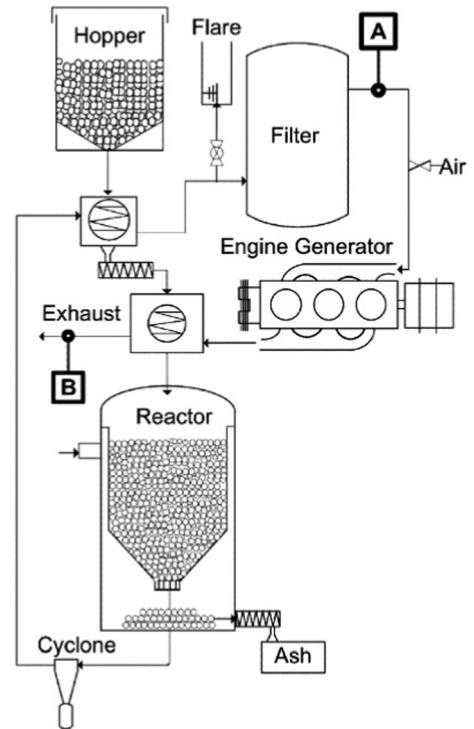 Hopper
Flare
A
Filter
Air
Engine Generator
Exhaust
B
Reactor
Cyclone
Ash